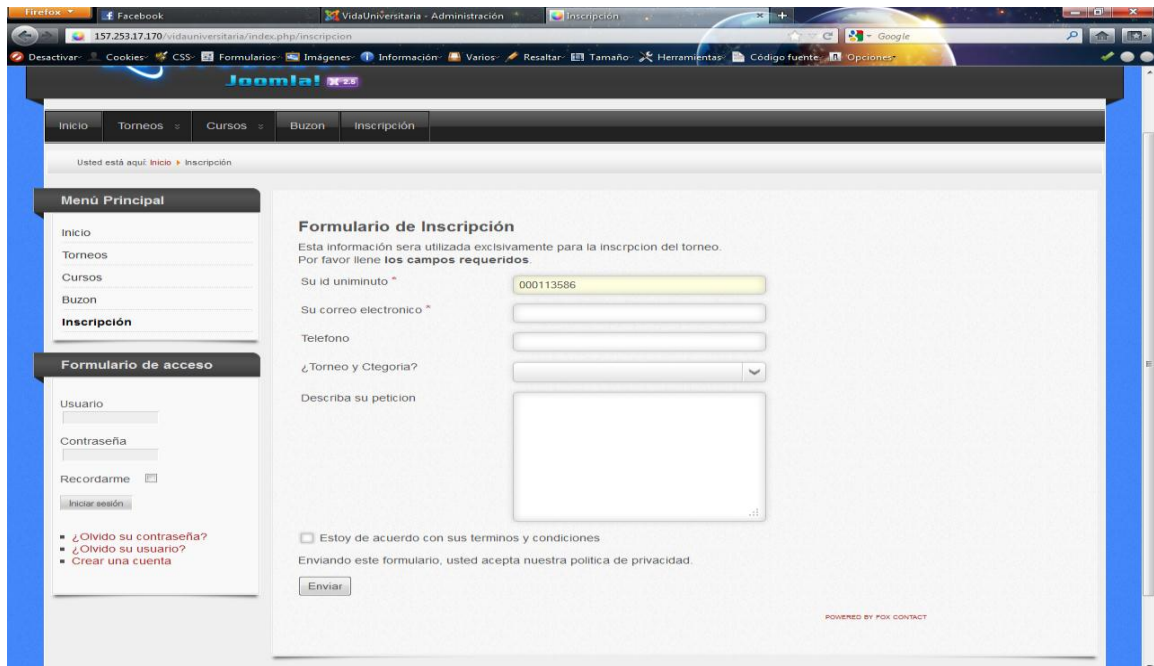 Firefox
Facebook
VidaUniversitaria - Administración
Inscripción
157.253.17.170/vidauniversitaria/index.php/inscripcion
Google
Desactivar Cookies CSS Formularios Imágenes Información Varios Resaltar Tamaño Herramientas Código fuente Opciones
Joomla! 2.5
Inicio Torneos Cursos Buzon Inscripción
Usted está aquí: Inicio Inscripción
Menú Principal
Inicio
Torneos
Cursos
Buzon
Inscripción
Formulario de acceso
Usuario
Contraseña
Recordarme
Iniciar sesión
¿Olvido su contraseña?
¿Olvido su usuario?
Crear una cuenta
Formulario de Inscripción
Esta información sera utilizada exclsivamente para la inscrpcion del torneo.
Por favor llene los campos requeridos.
Su id uniminuto *
000113586
Su correo electronico *
Telefono
¿Torneo y Ctegoria?
Describa su peticion
Estoy de acuerdo con sus terminos y condiciones
Enviando este formulario, usted acepta nuestra politica de privacidad.
Enviar
POWERED BY FOX CONTACT